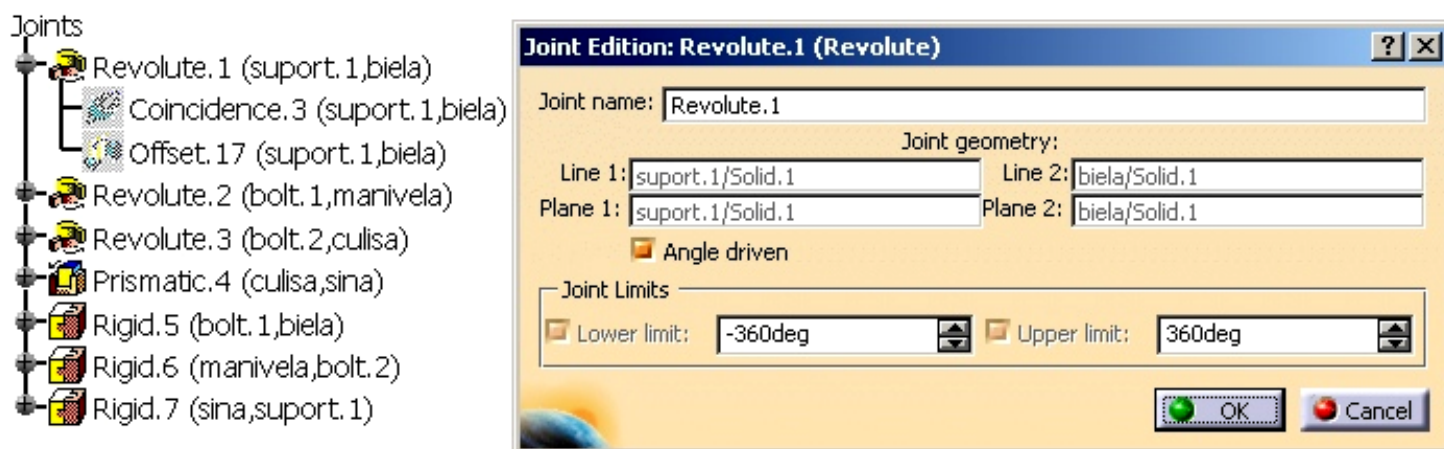 Joints
Revolute.1 (suport.1,biela)
Coincidence.3 (suport.1,biela)
Offset.17 (suport.1,biela)
Revolute.2 (bolt.1,manivela)
Revolute.3 (bolt.2,culisa)
Prismatic.4 (culisa,sina)
Rigid.5 (bolt.1,biela)
Rigid.6 (manivela,bolt.2)
Rigid.7 (sina,suport.1)
Joint Edition: Revolute.1 (Revolute)
Joint name: Revolute.1
Joint geometry:
Line 1: suport.1/Solid.1 Line 2: biela/Solid.1
Plane 1: suport.1/Solid.1 Plane 2: biela/Solid.1
Angle driven
Joint Limits
Lower limit: -360deg Upper limit: 360deg
OK Cancel